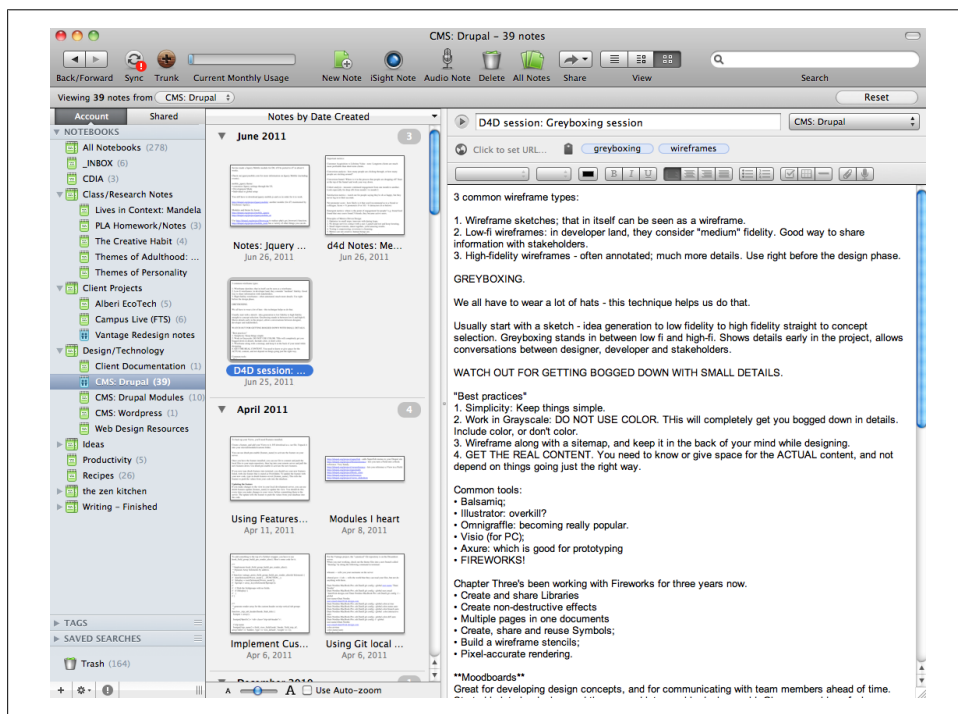 CMS: Drupal – 39 notes
Back/Forward Sync Trunk Current Monthly Usage New Note iSight Note Audio Note Delete All Notes Share View Search
Viewing 39 notes from CMS: Drupal Reset
Account Shared
NOTEBOOKS
All Notebooks (278)
_INBOX (6)
CDIA (3)
Class/Research Notes
Lives in Context: Mandela
PLA Homework/Notes (3)
The Creative Habit (4)
Themes of Adulthood: ...
Themes of Personality
Client Projects
Alberi EcoTech (5)
Campus Live (FTS) (6)
Vantage Redesign notes
Design/Technology
Client Documentation (1)
CMS: Drupal (39)
CMS: Drupal Modules (10)
CMS: Wordpress (1)
Web Design Resources
Ideas
Productivity (5)
Recipes (26)
the zen kitchen
Writing – Finished
TAGS
SAVED SEARCHES
Trash (164)
Notes by Date Created
June 2011 3
Notes: Jquery ... d4d Notes: Me...
Jun 26, 2011 Jun 26, 2011
D4D session: ...
Jun 25, 2011
April 2011 4
Using Features... Modules I heart
Apr 11, 2011 Apr 8, 2011
Implement Cus... Using Git local ...
Apr 6, 2011 Apr 6, 2011
A A Use Auto-zoom
D4D session: Greyboxing session CMS: Drupal
Click to set URL... greyboxing wireframes
B I U
3 common wireframe types:
1. Wireframe sketches; that in itself can be seen as a wireframe.
2. Low-fi wireframes: in developer land, they consider "medium" fidelity. Good way to share
information with stakeholders.
3. High-fidelity wireframes - often annotated; much more details. Use right before the design phase.
GREYBOXING.
We all have to wear a lot of hats - this technique helps us do that.
Usually start with a sketch - idea generation to low fidelity to high fidelity straight to concept
selection. Greyboxing stands in between low fi and high-fi. Shows details early in the project, allows
conversations between designer, developer and stakeholders.
WATCH OUT FOR GETTING BOGGED DOWN WITH SMALL DETAILS.
"Best practices"
1. Simplicity: Keep things simple.
2. Work in Grayscale: DO NOT USE COLOR. THis will completely get you bogged down in details.
Include color, or don't color.
3. Wireframe along with a sitemap, and keep it in the back of your mind while designing.
4. GET THE REAL CONTENT. You need to know or give space for the ACTUAL content, and not
depend on things going just the right way.
Common tools:
• Balsamiq;
• Illustrator: overkill?
• Omnigraffle: becoming really popular.
• Visio (for PC);
• Axure: which is good for prototyping
• FIREWORKS!
Chapter Three's been working with Fireworks for three years now.
• Create and share Libraries
• Create non-destructive effects
• Multiple pages in one documents
• Create, share and reuse Symbols;
• Build a wireframe stencils;
• Pixel-accurate rendering.
**Moodboards**
Great for developing design concepts, and for communicating with team members ahead of time.